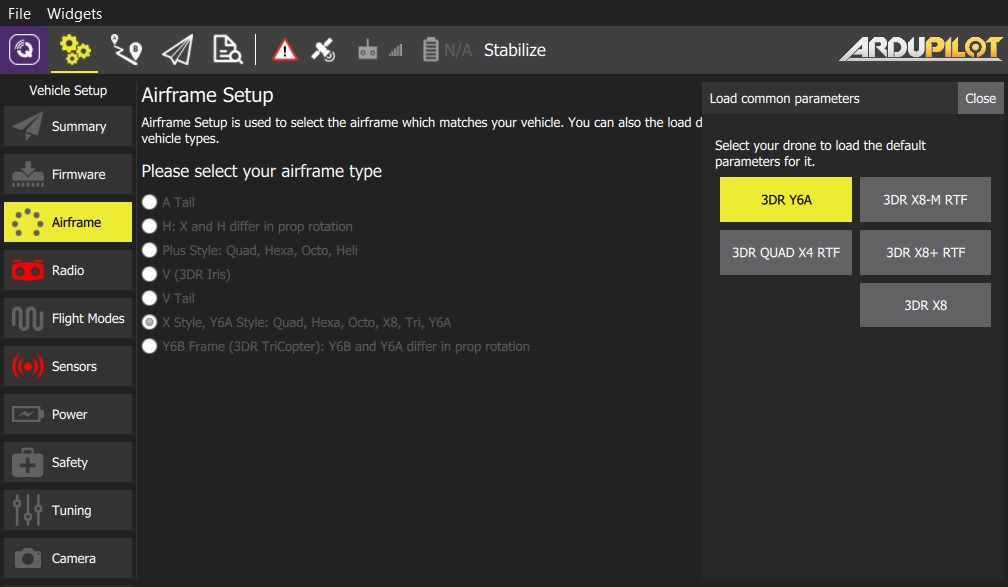 File Widgets
N/A Stabilize
ARDUPILOT
Vehicle Setup
Summary
Firmware
Airframe
Radio
Flight Modes
Sensors
Power
Safety
Tuning
Camera
Airframe Setup
Airframe Setup is used to select the airframe which matches your vehicle. You can also the load d
vehicle types.
Please select your airframe type
A Tail
H: X and H differ in prop rotation
Plus Style: Quad, Hexa, Octo, Heli
V (3DR Iris)
V Tail
X Style, Y6A Style: Quad, Hexa, Octo, X8, Tri, Y6A
Y6B Frame (3DR TriCopter): Y6B and Y6A differ in prop rotation
Load common parameters
Close
Select your drone to load the default
parameters for it.
3DR Y6A
3DR X8-M RTF
3DR QUAD X4 RTF
3DR X8+ RTF
3DR X8